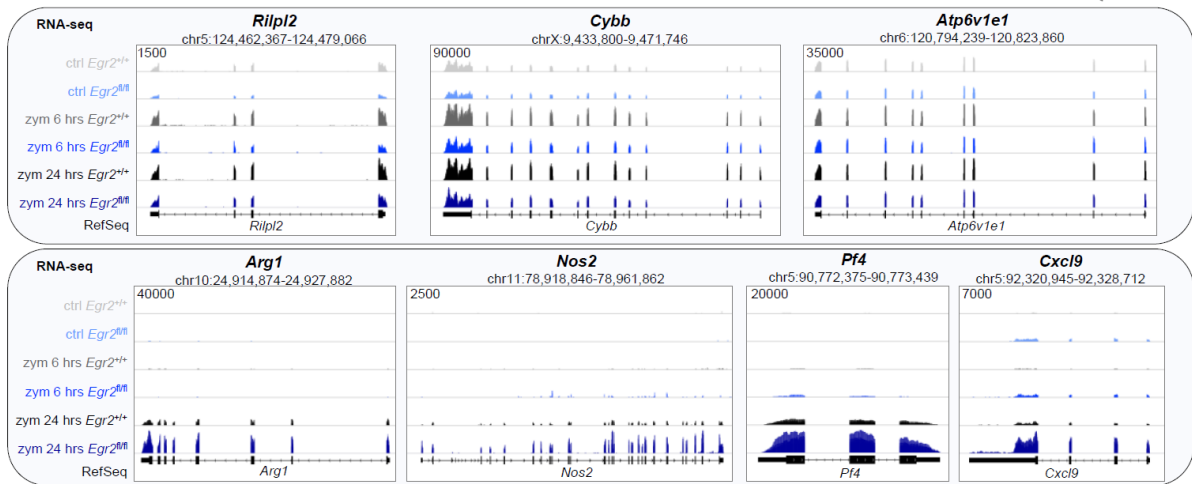 RNA-seq
Rilpl2
Cybb
Atp6v1e1
chr5:124,462,367-124,479,066
chrX:9,433,800-9,471,746
chr6:120,794,239-120,823,860
1500
90000
35000
ctrl Egr2+/+
ctrl Egr2fl/fl
zym 6 hrs Egr2+/+
zym 6 hrs Egr2fl/fl
zym 24 hrs Egr2+/+
zym 24 hrs Egr2fl/fl
RefSeq
Rilpl2
Cybb
Atp6v1e1
RNA-seq
Arg1
Nos2
Pf4
Cxcl9
chr10:24,914,874-24,927,882
chr11:78,918,846-78,961,862
chr5:90,772,375-90,773,439
chr5:92,320,945-92,328,712
40000
2500
20000
7000
ctrl Egr2+/+
ctrl Egr2fl/fl
zym 6 hrs Egr2+/+
zym 6 hrs Egr2fl/fl
zym 24 hrs Egr2+/+
zym 24 hrs Egr2fl/fl
RefSeq
Arg1
Nos2
Pf4
Cxcl9